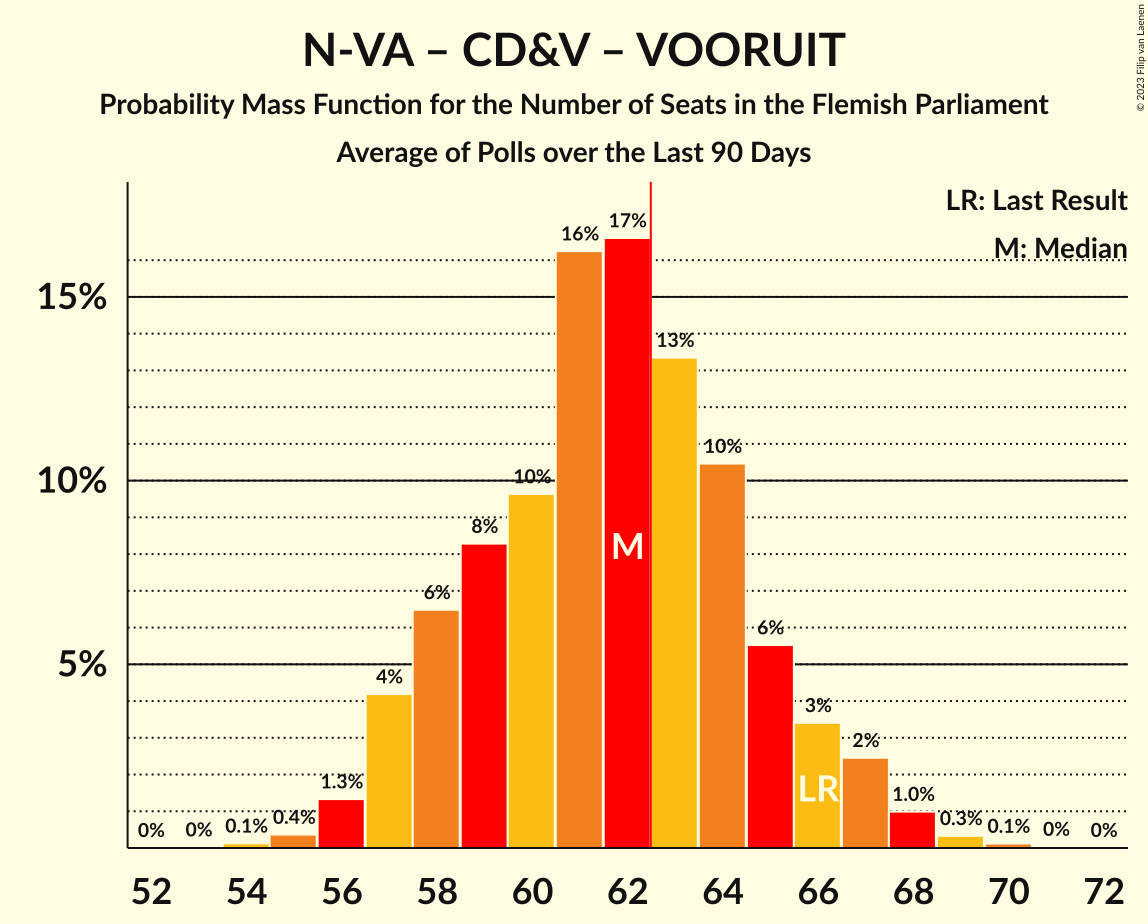 N-VA – CD&V – VOORUIT
Probability Mass Function for the Number of Seats in the Flemish Parliament
Average of Polls over the Last 90 Days
© 2023 Filip van Laenen
LR: Last Result
M: Median
15%
10%
5%
0%
0%
0.1%
0.4%
1.3%
4%
6%
8%
10%
16%
17%
13%
10%
6%
3%
2%
1.0%
0.3%
0.1%
0%
0%
M
LR
52 54 56 58 60 62 64 66 68 70 72